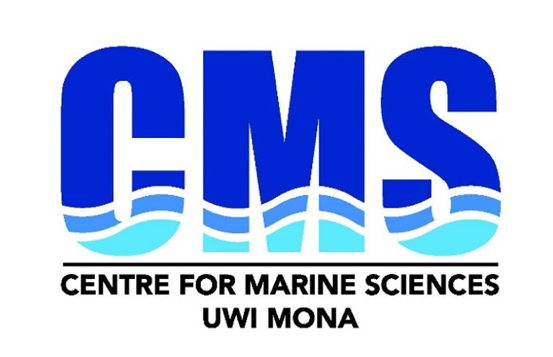 CMS
CENTRE FOR MARINE SCIENCES
UWI MONA